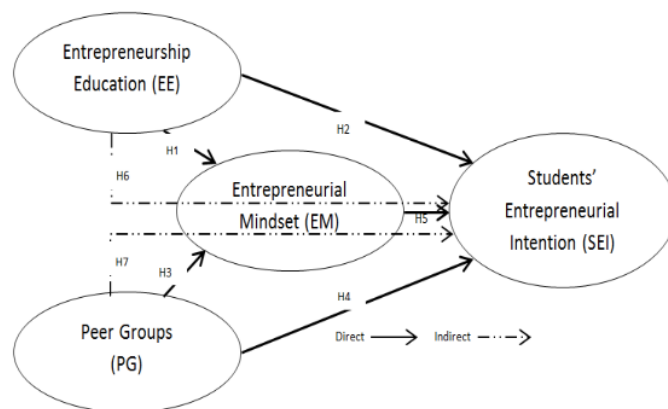 Entrepreneurship
Education (EE)
H1
H2
H6
Entrepreneurial
Mindset (EM)
H5
Students’
Entrepreneurial
Intention (SEI)
H7
H3
H4
Peer Groups
(PG)
Direct
Indirect